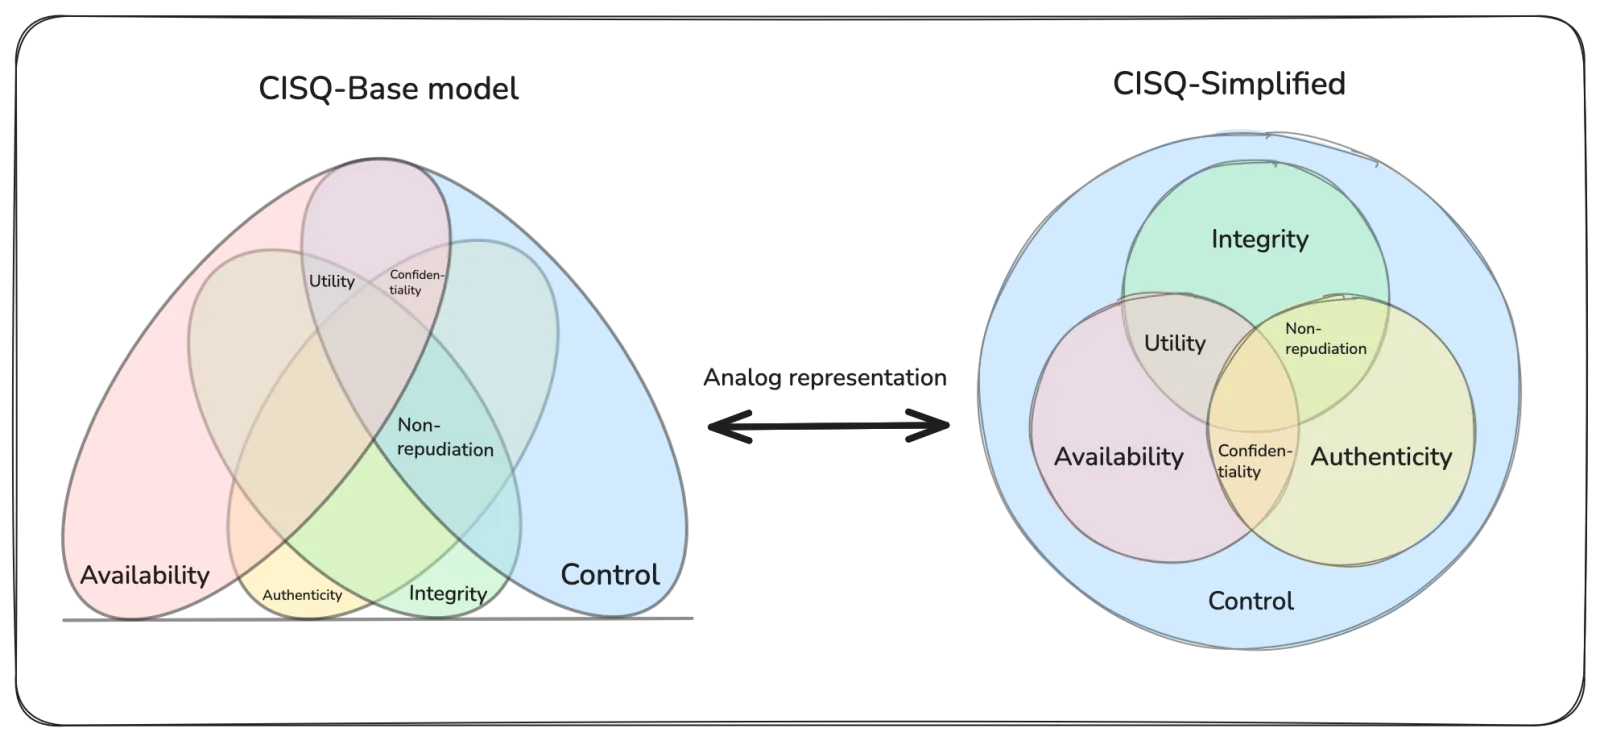 CISQ-Base model
Utility
Confiden-
tiality
Non-
repudiation
Availability
Authenticity
Integrity
Control
Analog representation
CISQ-Simplified
Integrity
Utility
Non-
repudiation
Availability
Confiden-
tiality
Authenticity
Control